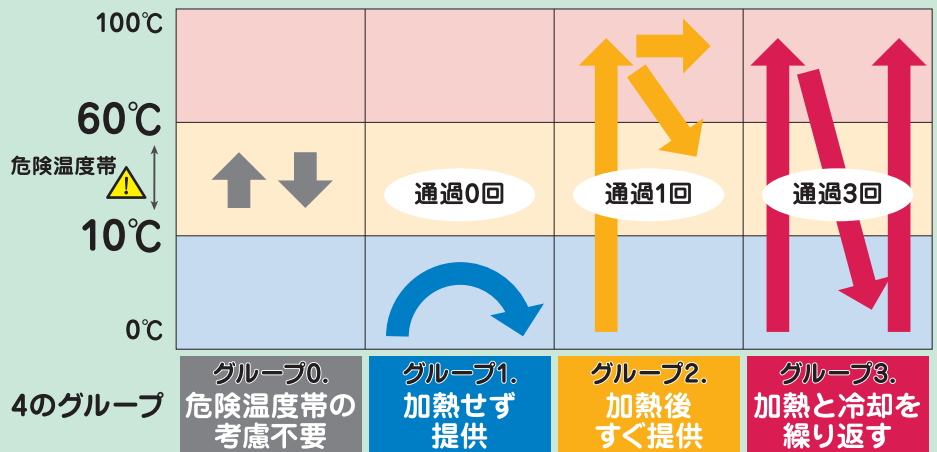 100℃
60℃
危険温度帯
!
10℃
0℃
通過0回
通過1回
通過3回
4のグループ
グループ0.
危険温度帯の
考慮不要
グループ1.
加熱せず
提供
グループ2.
加熱後
すぐ提供
グループ3.
加熱と冷却を
繰り返す